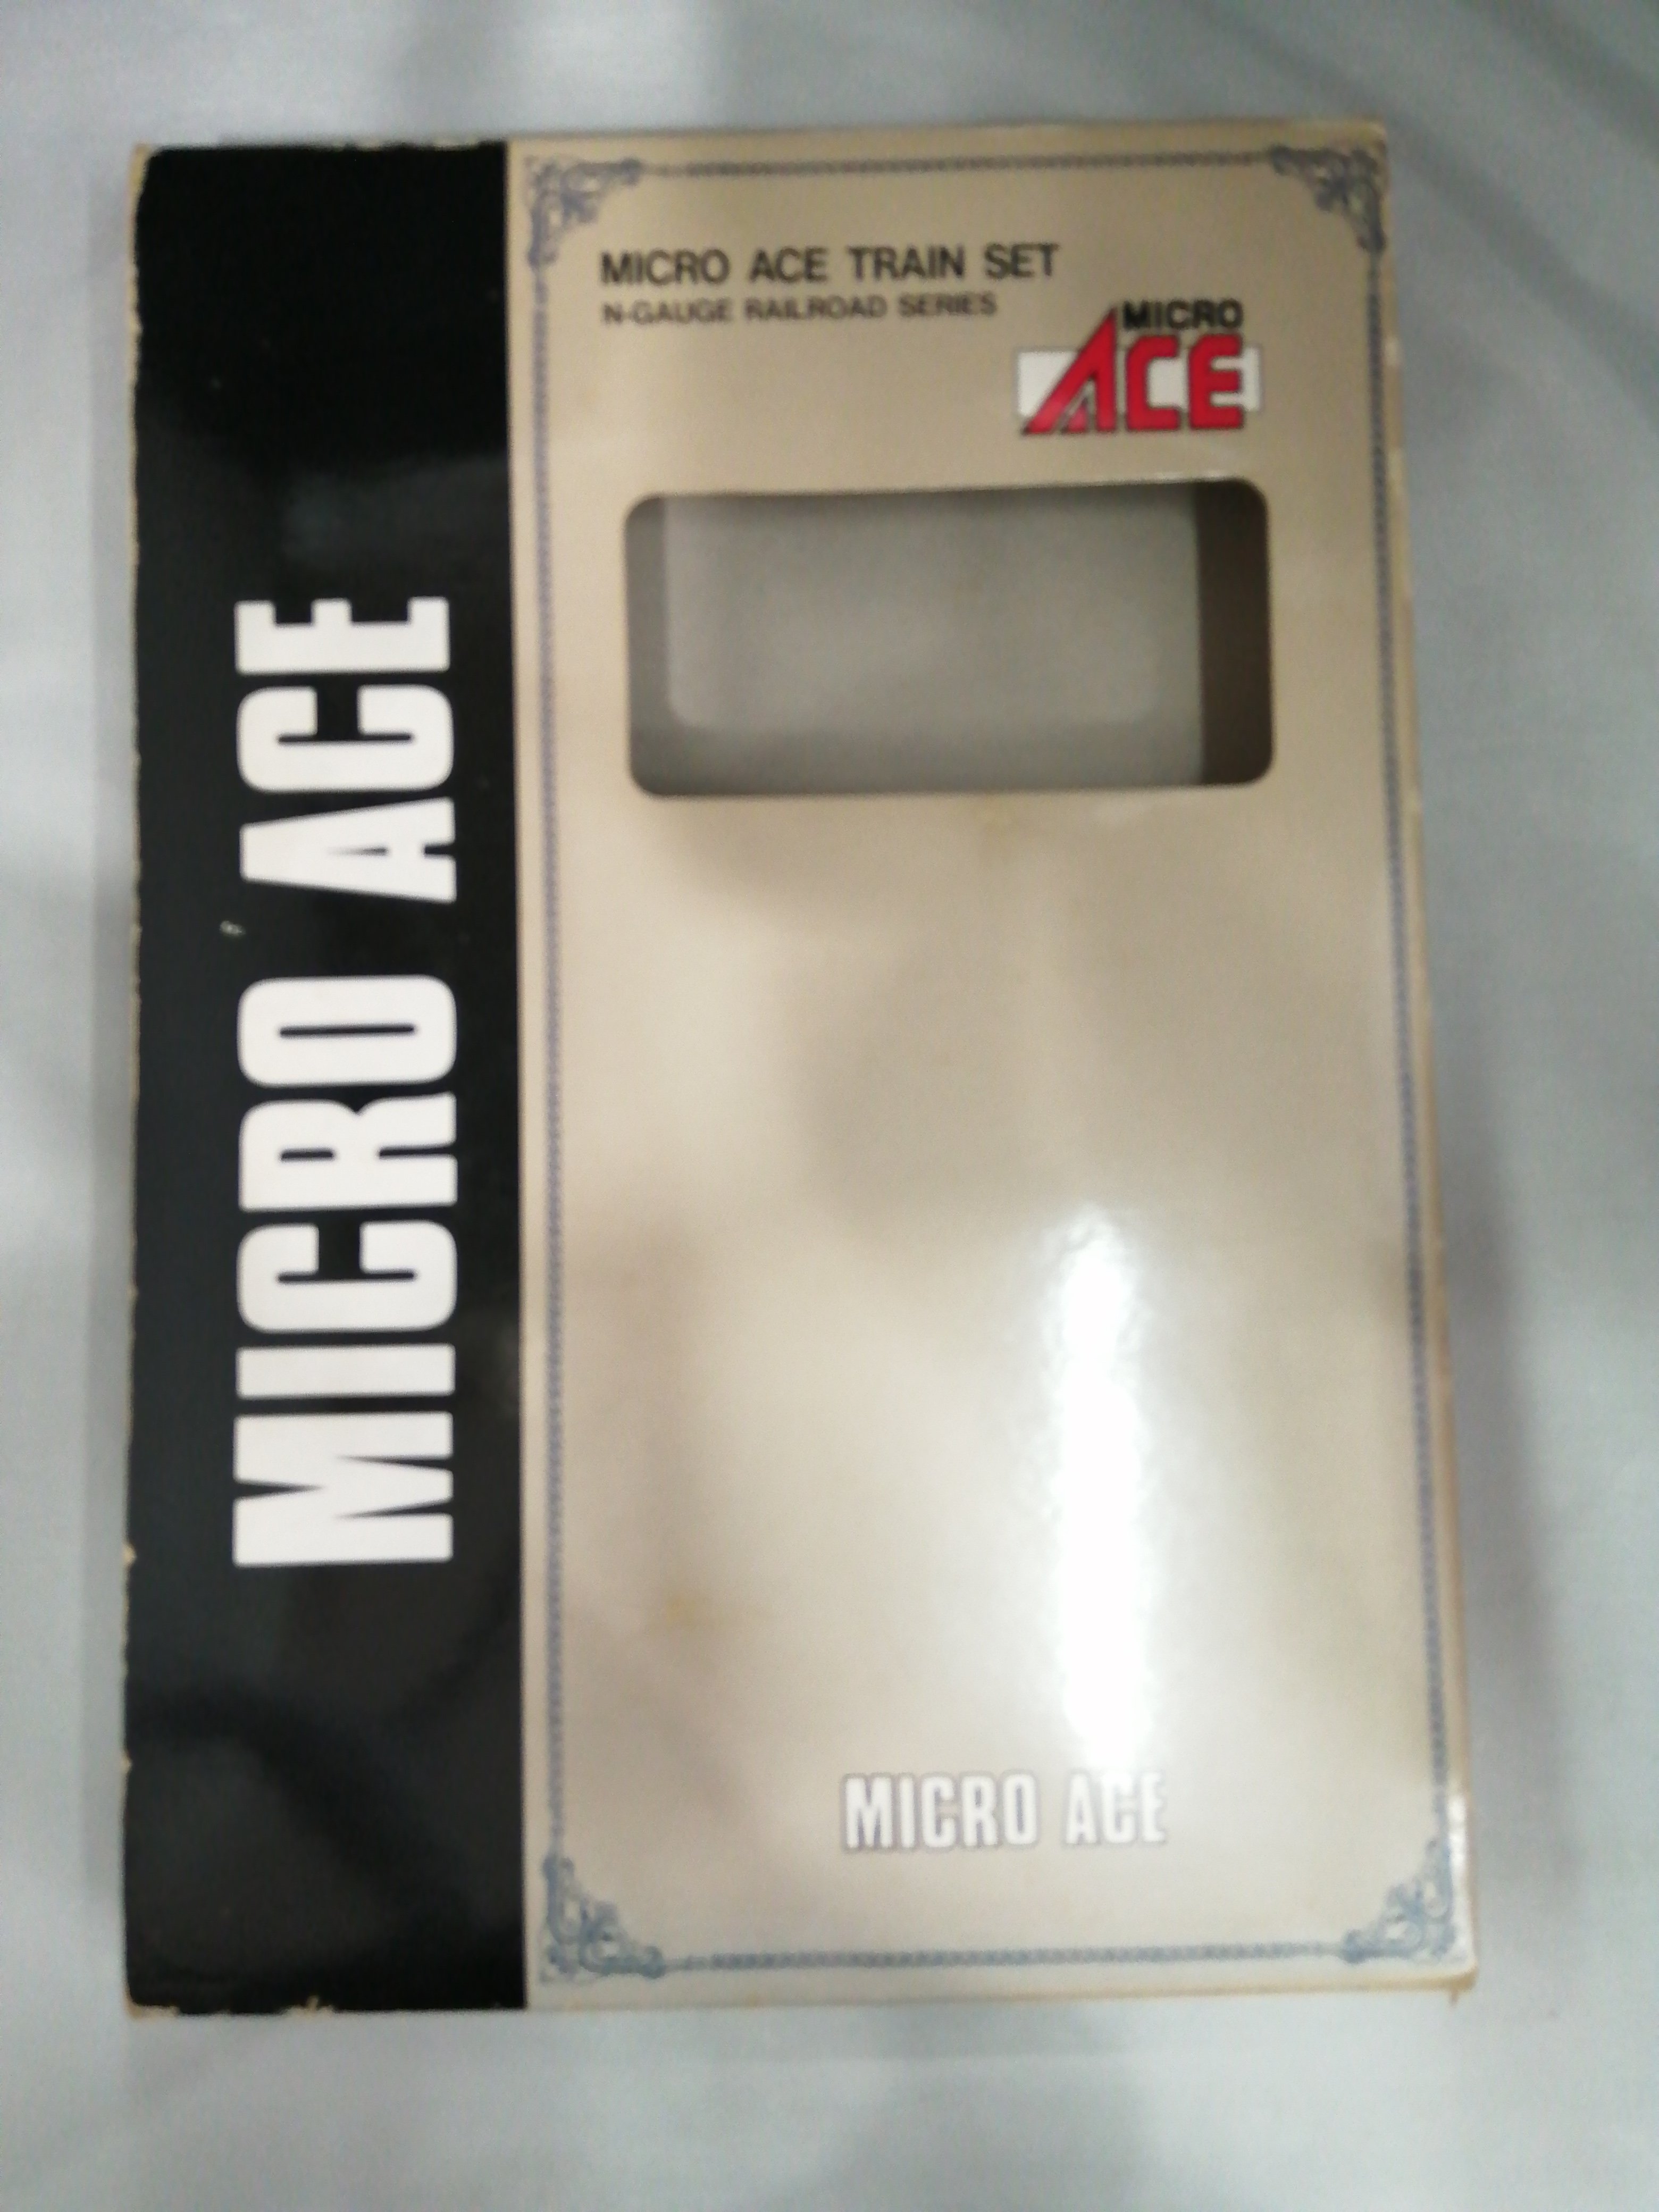 MICRO ACE
MICRO ACE TRAIN SET
N-GAUGE RAILROAD SERIES
MICRO
ACE
MICRO ACE